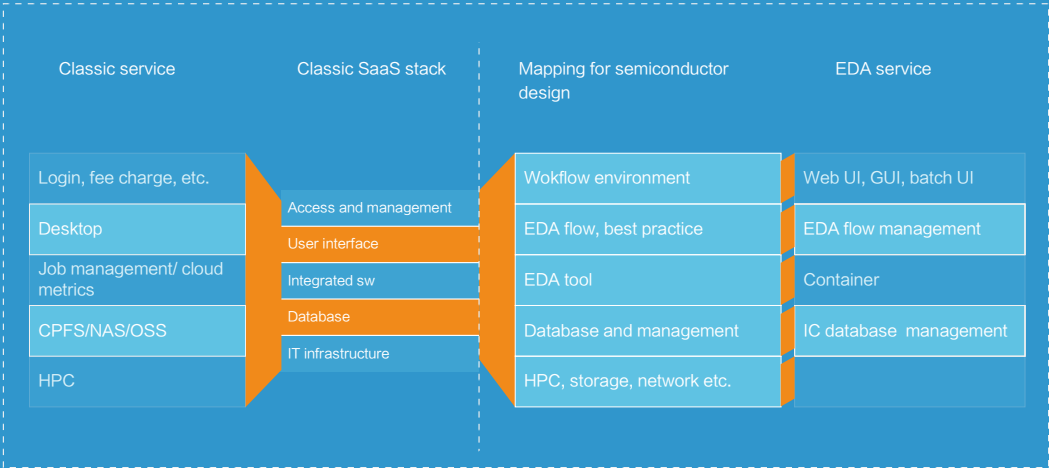 Classic service
Classic SaaS stack
Mapping for semiconductor
design
EDA service
Login, fee charge, etc.
Desktop
Job management/ cloud
metrics
CPFS/NAS/OSS
HPC
Access and management
User interface
Integrated sw
Database
IT infrastructure
Wokflow environment
EDA flow, best practice
EDA tool
Database and management
HPC, storage, network etc.
Web UI, GUI, batch UI
EDA flow management
Container
IC database management